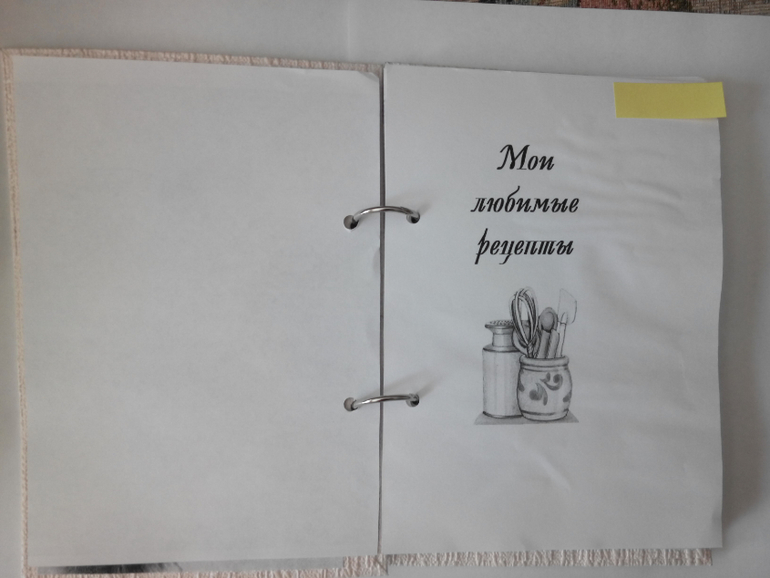 Мои
любимые
рецепты